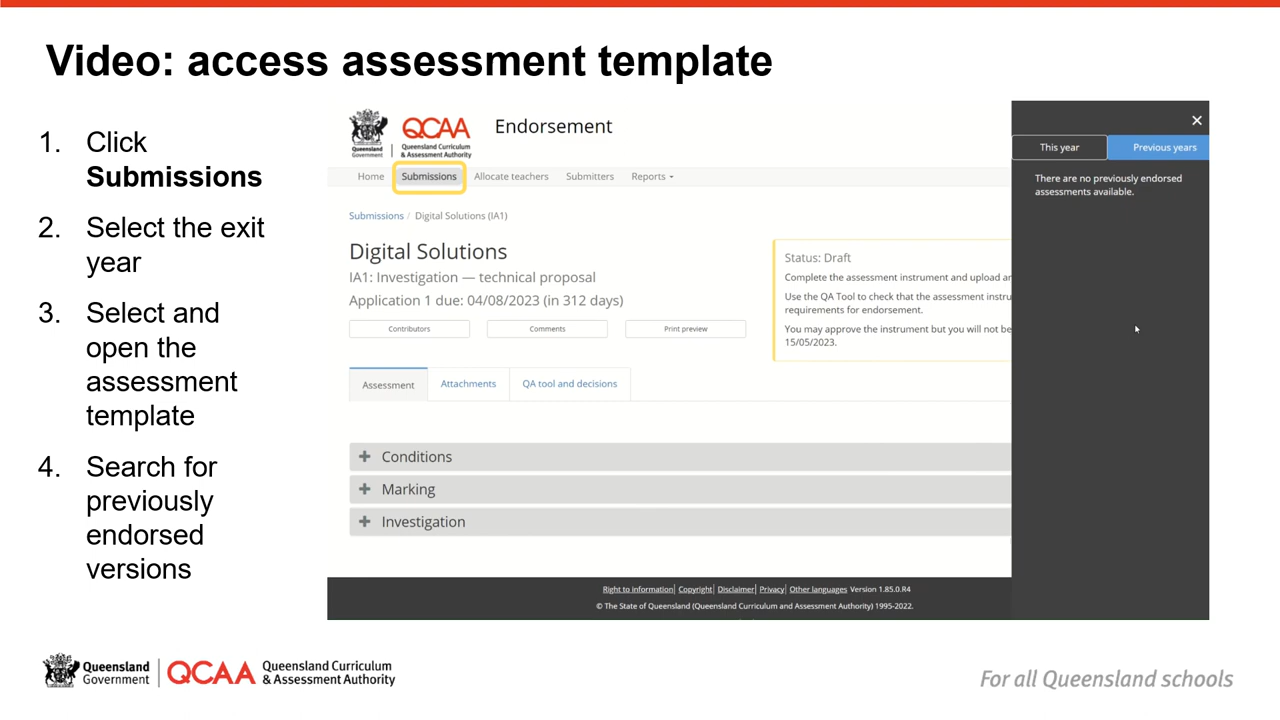 Video: access assessment template
1. Click
Submissions
2. Select the exit
year
3. Select and
open the
assessment
template
4. Search for
previously
endorsed
versions
Queensland
Government
QCAA
Queensland Curriculum
& Assessment Authority
Endorsement
Home Submissions Allocate teachers Submitters Reports
Submissions / Digital Solutions (IA1)
Digital Solutions
IA1: Investigation — technical proposal
Application 1 due: 04/08/2023 (in 312 days)
Contributors Comments Print preview
Status: Draft
Complete the assessment instrument and upload an
Use the QA Tool to check that the assessment instru
requirements for endorsement.
You may approve the instrument but you will not be
15/05/2023.
Assessment Attachments QA tool and decisions
Conditions
Marking
Investigation
This year Previous years
There are no previously endorsed
assessments available.
Right to information| Copyright| Disclaimer| Privacy| Other languages Version 1.85.0.R4
© The State of Queensland (Queensland Curriculum and Assessment Authority) 1995-2022.
Queensland
Government
QCAA
Queensland Curriculum
& Assessment Authority
For all Queensland schools